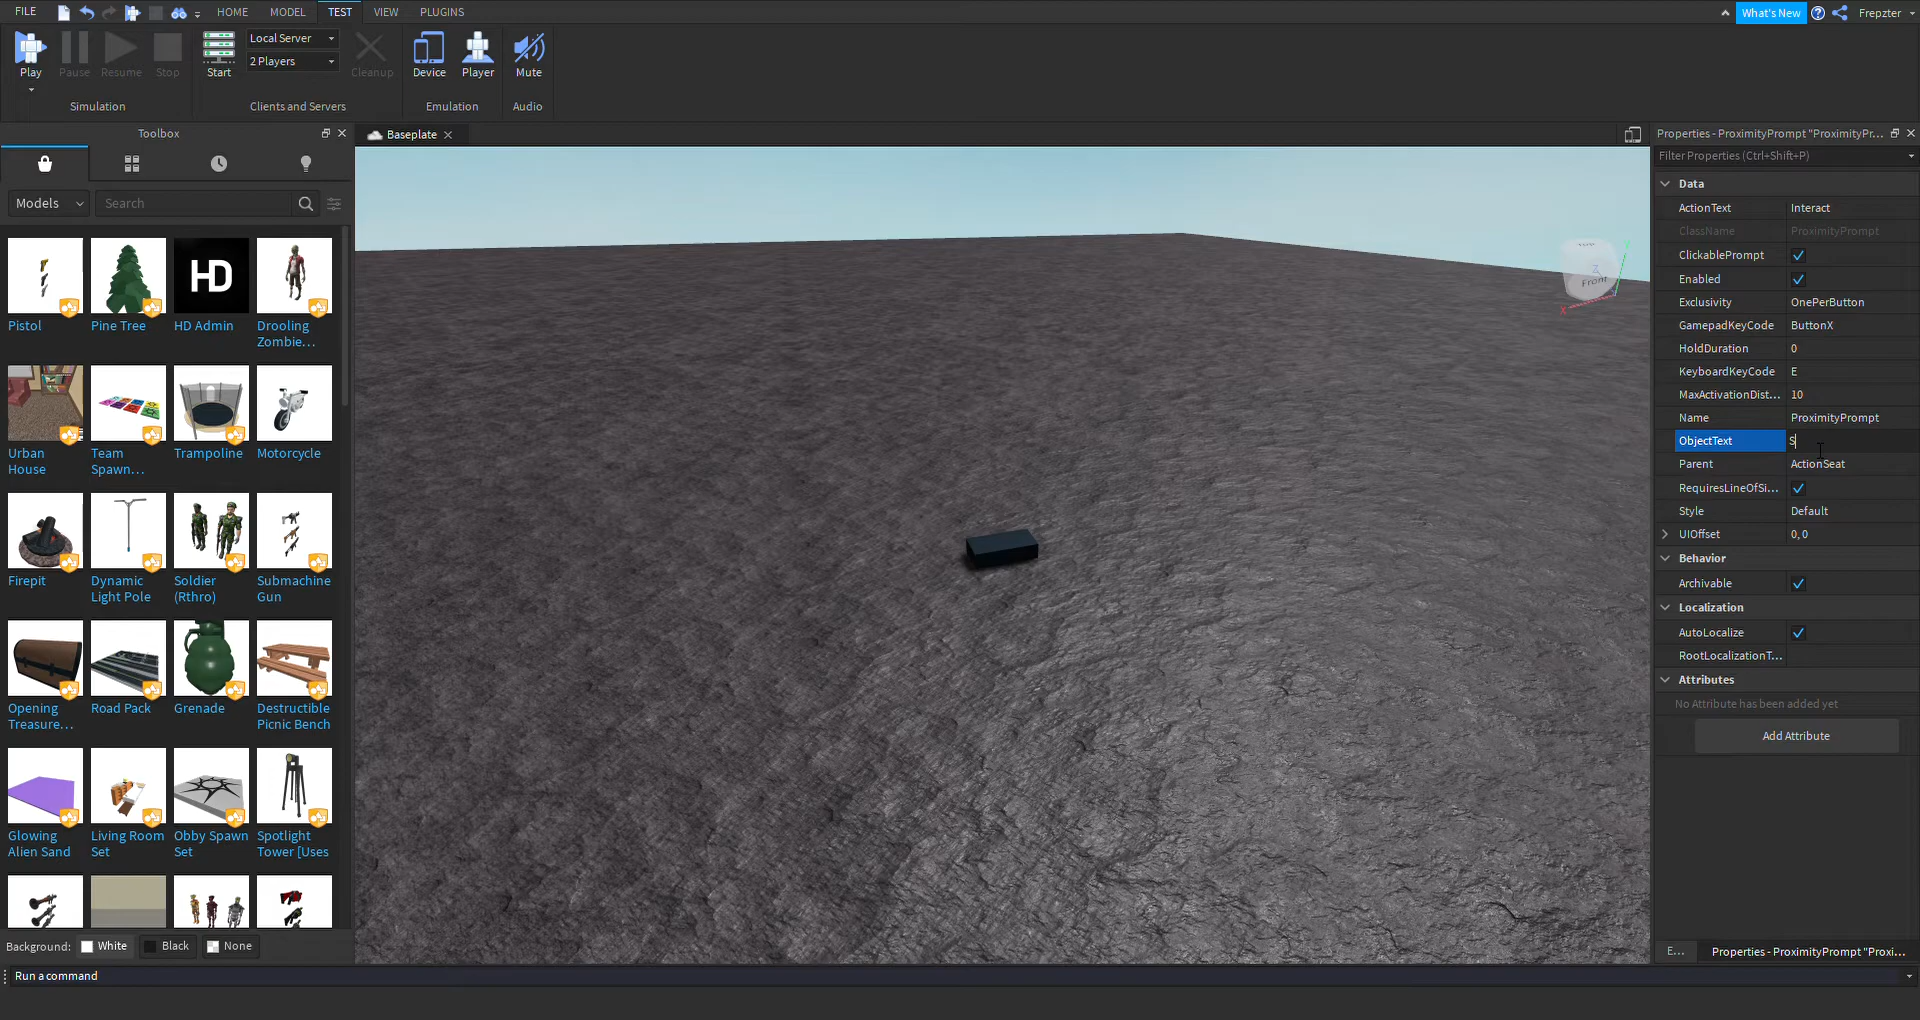 FILE
HOME
MODEL
TEST
VIEW
PLUGINS
What's New
Frepzter
Play
Pause
Resume
Stop
Start
Local Server
2 Players
Cleanup
Device
Player
Mute
Simulation
Clients and Servers
Emulation
Audio
Toolbox
Models
Search
Pistol
Pine Tree
HD
HD Admin
Drooling
Zombie...
Urban
House
Team
Spawn...
Trampoline
Motorcycle
Firepit
Dynamic
Light Pole
Soldier
(Rthro)
Submachine
Gun
Opening
Treasure...
Road Pack
Grenade
Destructible
Picnic Bench
Glowing
Alien Sand
Living Room
Set
Obby Spawn
Set
Spotlight
Tower [Uses
Background:
White
Black
None
Run a command
Baseplate
Front
X
Y
Z
Properties - ProximityPrompt "ProximityPr...
Filter Properties (Ctrl+Shift+P)
Data
ActionText Interact
ClassName ProximityPrompt
ClickablePrompt
Enabled
Exclusivity OnePerButton
GamepadKeyCode ButtonX
HoldDuration 0
KeyboardKeyCode E
MaxActivationDist... 10
Name ProximityPrompt
ObjectText S
Parent ActionSeat
RequiresLineOfSi...
Style Default
UIOffset 0, 0
Behavior
Archivable
Localization
AutoLocalize
RootLocalizationT...
Attributes
No Attribute has been added yet
Add Attribute
E...
Properties - ProximityPrompt "Proxi...